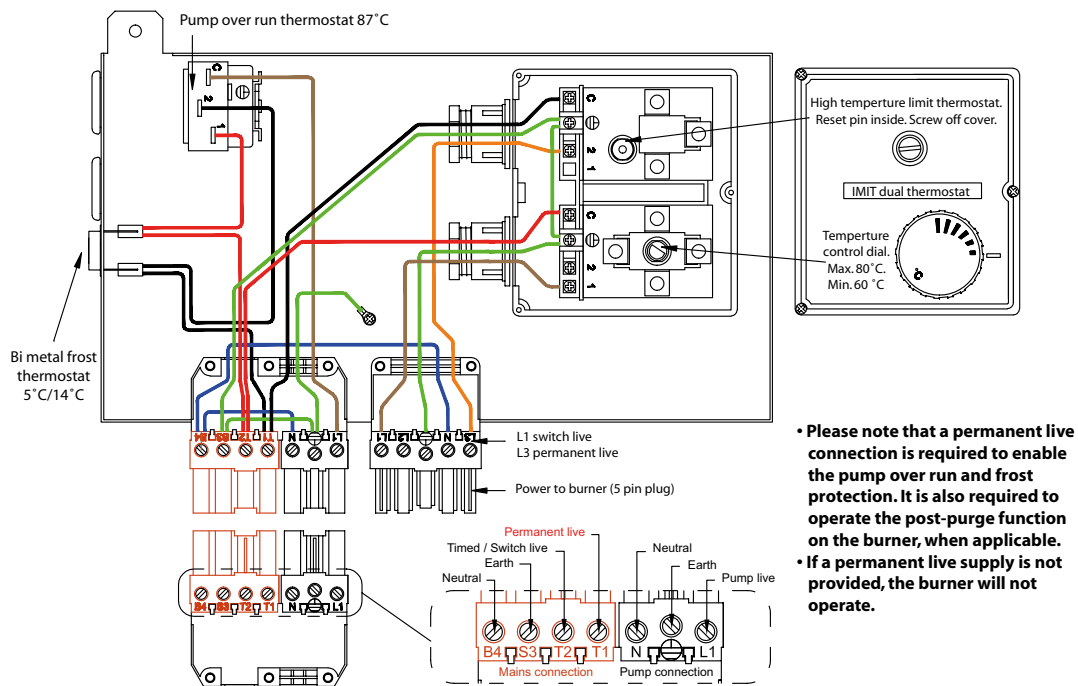 Pump over run thermostat 87˚C
C
2
1
C
2
1
C
2
1
High temperture limit thermostat.
Reset pin inside. Screw off cover.
IMIT dual thermostat
Temperture
control dial.
Max. 80˚C.
Min. 60 ˚C
˚C
Bi metal frost
thermostat
5˚C/14˚C
B4 S3 T2 T1 N L1
L1 L2 N L3
L1 switch live
L3 permanent live
Power to burner (5 pin plug)
B4 S3 T2 T1 N L1
Permanent live
Timed / Switch live
Earth
Neutral
Neutral
Earth
Pump live
B4 S3 T2 T1 N L1
Mains connection
Pump connection
• Please note that a permanent live
connection is required to enable
the pump over run and frost
protection. It is also required to
operate the post-purge function
on the burner, when applicable.
• If a permanent live supply is not
provided, the burner will not
operate.